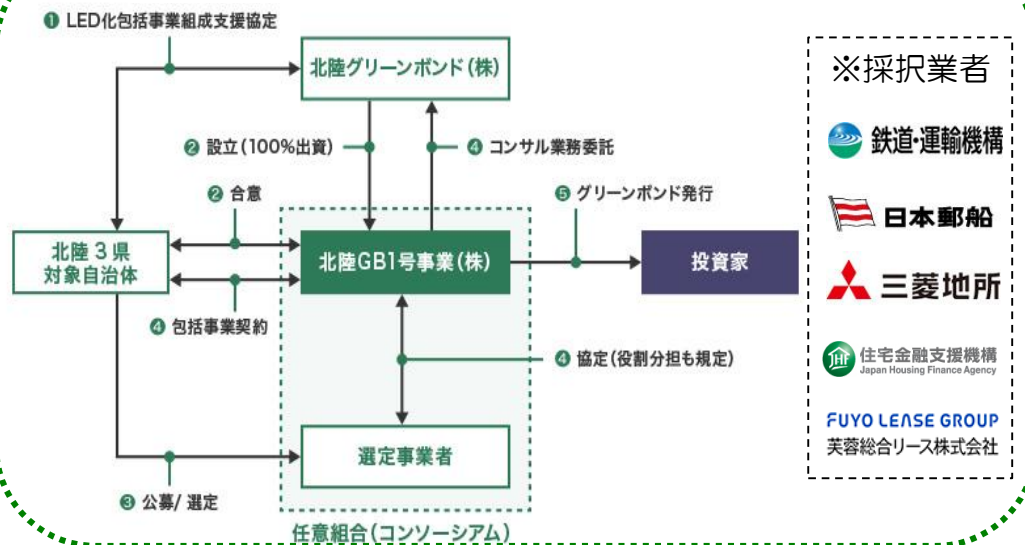 ❶ LED化包括事業組成支援協定
北陸グリーンボンド(株)
❷ 設立(100%出資)
❹ コンサル業務委託
❷ 合意
❺ グリーンボンド発行
北陸3県
対象自治体
北陸GB1号事業(株)
投資家
❹ 包括事業契約
❹ 協定(役割分担も規定)
選定事業者
❸ 公募/ 選定
任意組合(コンソーシアム)
※採択業者
鉄道・運輸機構
日本郵船
三菱地所
JHF
住宅金融支援機構
Japan Housing Finance Agency
FUYO LEASE GROUP
芙蓉総合リース株式会社